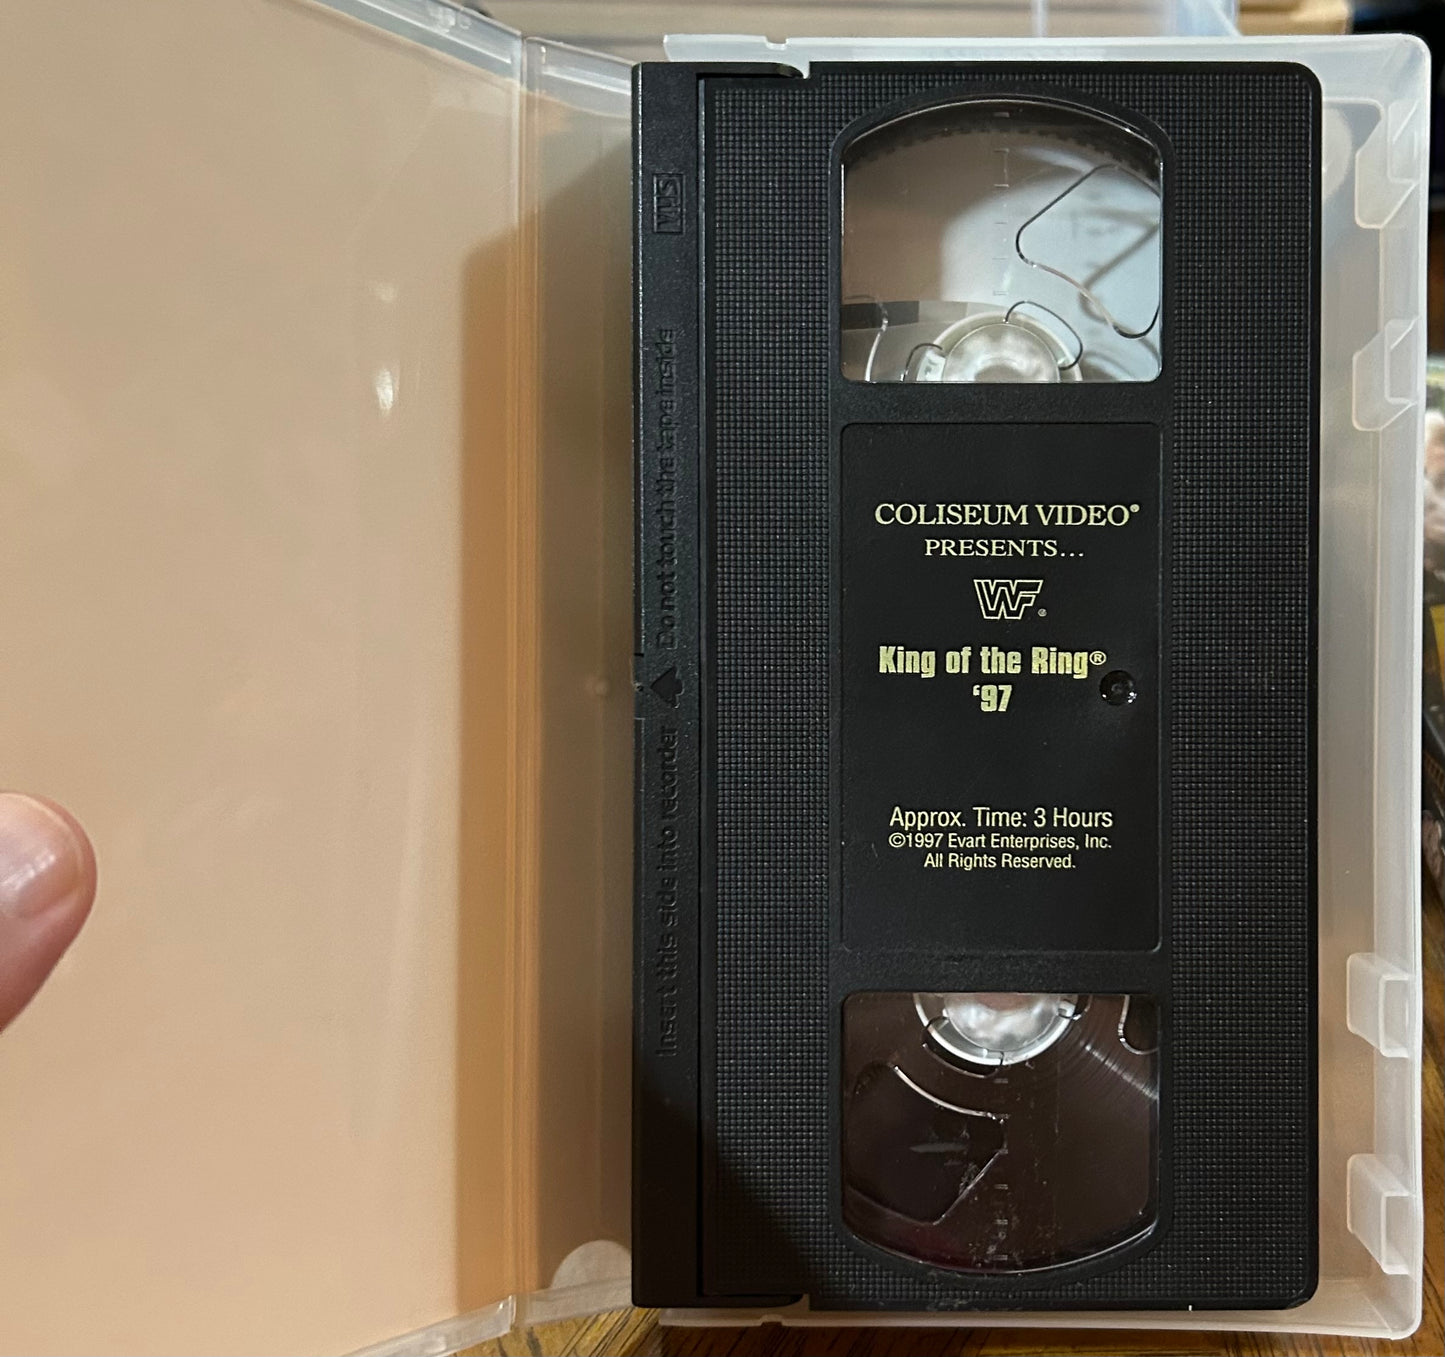 COLISEUM VIDEO®
PRESENTS...
WF®
King of the Ring®
‘97
Approx. Time: 3 Hours
©1997 Evart Enterprises, Inc.
All Rights Reserved.
VHS
Insert this side into recorder ▲ Do not touch the tape inside